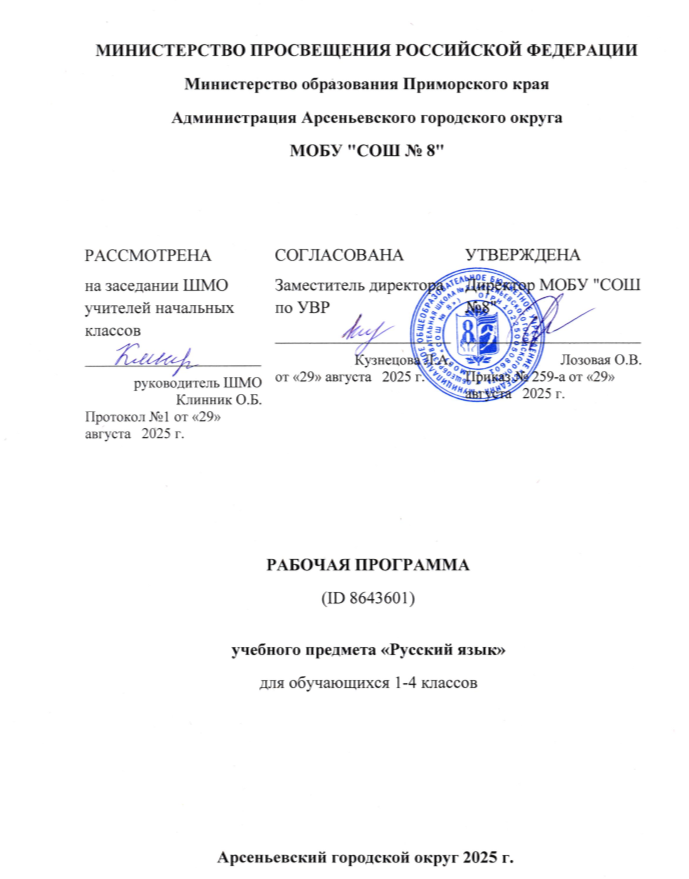 МИНИСТЕРСТВО ПРОСВЕЩЕНИЯ РОССИЙСКОЙ ФЕДЕРАЦИИ
Министерство образования Приморского края
Администрация Арсеньевского городского округа
МОБУ "СОШ № 8"
РАССМОТРЕНА
на заседании ШМО
учителей начальных
классов
руководитель ШМО
Клинник О.Б.
Протокол №1 от «29»
августа 2025 г.
СОГЛАСОВАНА
Заместитель директора
по УВР
Кузнецова
от «29» августа 2025 г.
УТВЕРЖДЕНА
Директор МОБУ "СОШ
№8"
Лозовая О.В.
Приказ № 259-а от «29»
августа 2025 г.
8
РАБОЧАЯ ПРОГРАММА
(ID 8643601)
учебного предмета «Русский язык»
для обучающихся 1-4 классов
Арсеньевский городской округ 2025 г.